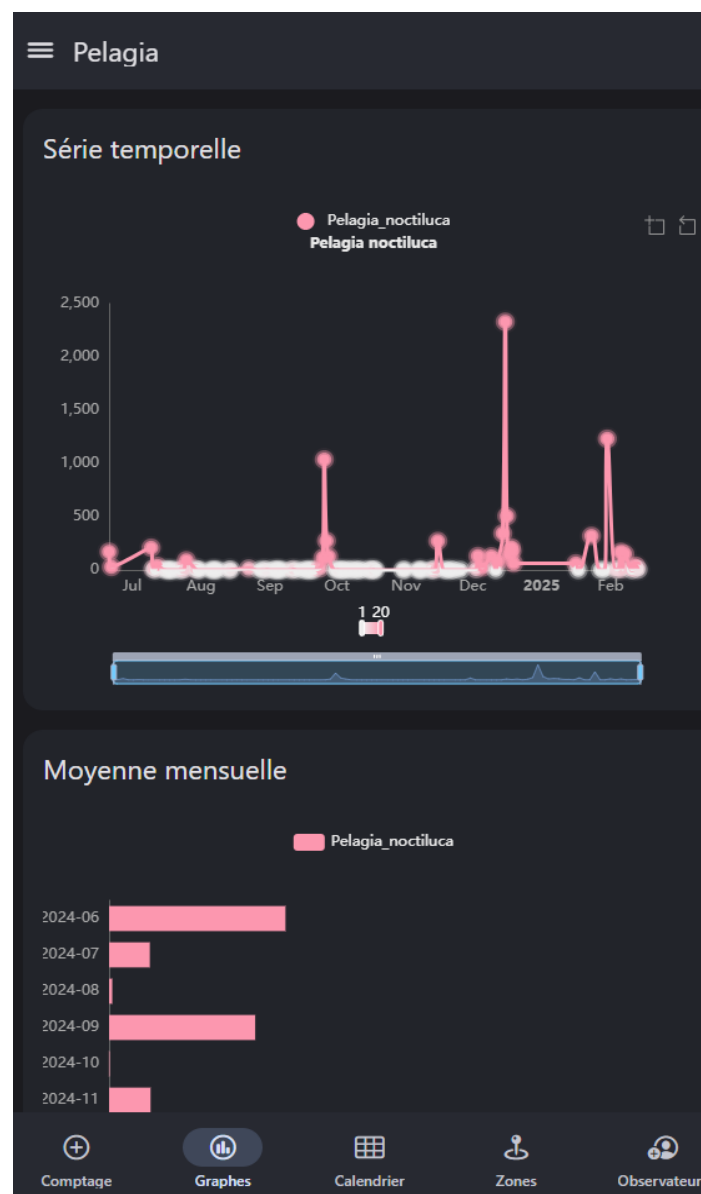 Pelagia
Série temporelle
Pelagia_noctiluca
Pelagia noctiluca
2,500
2,000
1,500
1,000
500
0
Jul Aug Sep Oct Nov Dec 2025 Feb
1 20
Moyenne mensuelle
Pelagia_noctiluca
2024-06
2024-07
2024-08
2024-09
2024-10
2024-11
Comptage Graphes Calendrier Zones Observateur